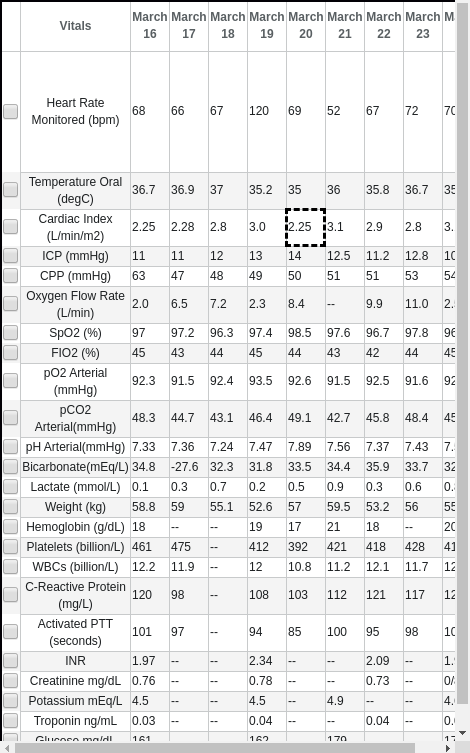 Vitals March 16 March 17 March 18 March 19 March 20 March 21 March 22 March 23
Heart Rate Monitored (bpm) 68 66 67 120 69 52 67 72 70
Temperature Oral (degC) 36.7 36.9 37 35.2 35 36 35.8 36.7 35
Cardiac Index (L/min/m2) 2.25 2.28 2.8 3.0 2.25 3.1 2.9 2.8 3.
ICP (mmHg) 11 11 12 13 14 12.5 11.2 12.8 10
CPP (mmHg) 63 47 48 49 50 51 51 53 54
Oxygen Flow Rate (L/min) 2.0 6.5 7.2 2.3 8.4 -- 9.9 11.0 2.
SpO2 (%) 97 97.2 96.3 97.4 98.5 97.6 96.7 97.8 96
FIO2 (%) 45 43 44 45 44 43 42 44 45
pO2 Arterial (mmHg) 92.3 91.5 92.4 93.5 92.6 91.5 92.5 91.6 92
pCO2 Arterial(mmHg) 48.3 44.7 43.1 46.4 49.1 42.7 45.8 48.4 45
pH Arterial(mmHg) 7.33 7.36 7.24 7.47 7.89 7.56 7.37 7.43 7.
Bicarbonate(mEq/L) 34.8 -27.6 32.3 31.8 33.5 34.4 35.9 33.7 32
Lactate (mmol/L) 0.1 0.3 0.7 0.2 0.5 0.9 0.3 0.6 0.
Weight (kg) 58.8 59 55.1 52.6 57 59.5 53.2 56 55
Hemoglobin (g/dL) 18 -- -- 19 17 21 18 -- 20
Platelets (billion/L) 461 475 -- 412 392 421 418 428 41
WBCs (billion/L) 12.2 11.9 -- 12 10.8 11.2 12.1 11.7 12
C-Reactive Protein (mg/L) 120 98 -- 108 103 112 121 117 12
Activated PTT (seconds) 101 97 -- 94 85 100 95 98 10
INR 1.97 -- -- 2.34 -- -- 2.09 -- 1.
Creatinine mg/dL 0.76 -- -- 0.78 -- -- 0.73 -- 0/
Potassium mEq/L 4.5 -- -- 4.5 -- 4.9 -- -- 4.
Troponin ng/mL 0.03 -- -- 0.04 -- -- 0.04 -- 0.
Glucose mg/dL 161 -- -- 162 -- 179 -- -- 17